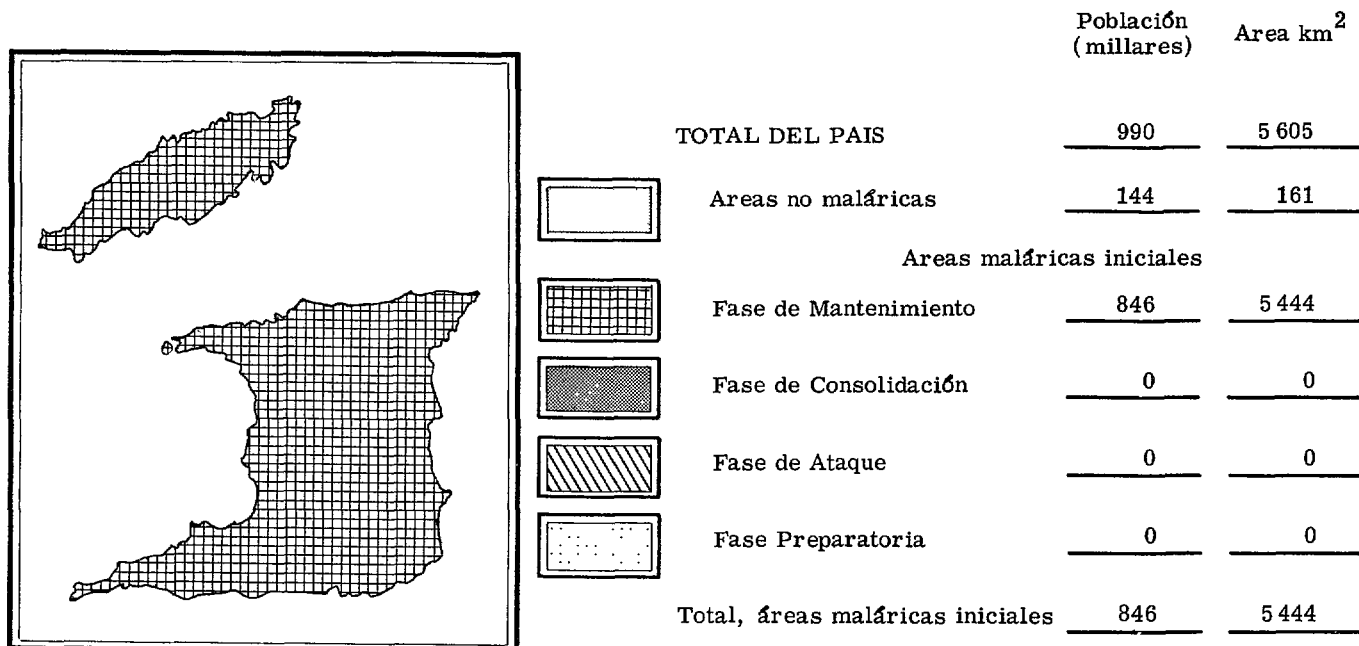 Población Area km²
(millares)
TOTAL DEL PAIS 990 5 605
Areas no maláricas 144 161
Areas maláricas iniciales
Fase de Mantenimiento 846 5 444
Fase de Consolidación 0 0
Fase de Ataque 0 0
Fase Preparatoria 0 0
Total, áreas maláricas iniciales 846 5 444